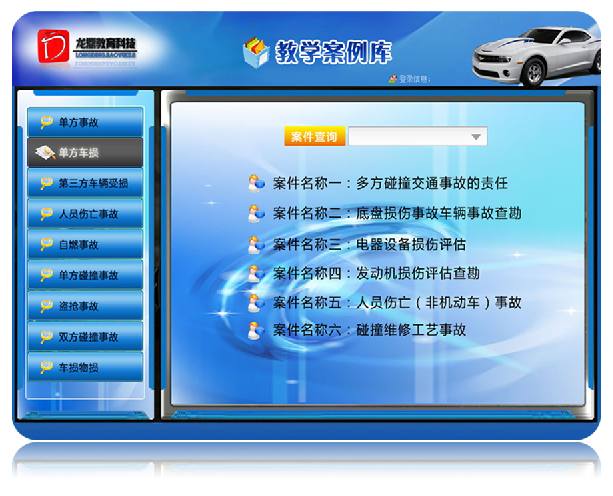 龙鼎教育科技
教学案例库
登录信息：
单方事故
单方车损
第三方车辆受损
人员伤亡事故
自燃事故
单方碰撞事故
盗抢事故
双方碰撞事故
车损物损
案件查询
案件名称一：多方碰撞交通事故的责任
案件名称二：底盘损伤事故车辆事故查勘
案件名称三：电器设备损伤评估
案件名称四：发动机损伤评估查勘
案件名称五：人员伤亡（非机动车）事故
案件名称六：碰撞维修工艺事故